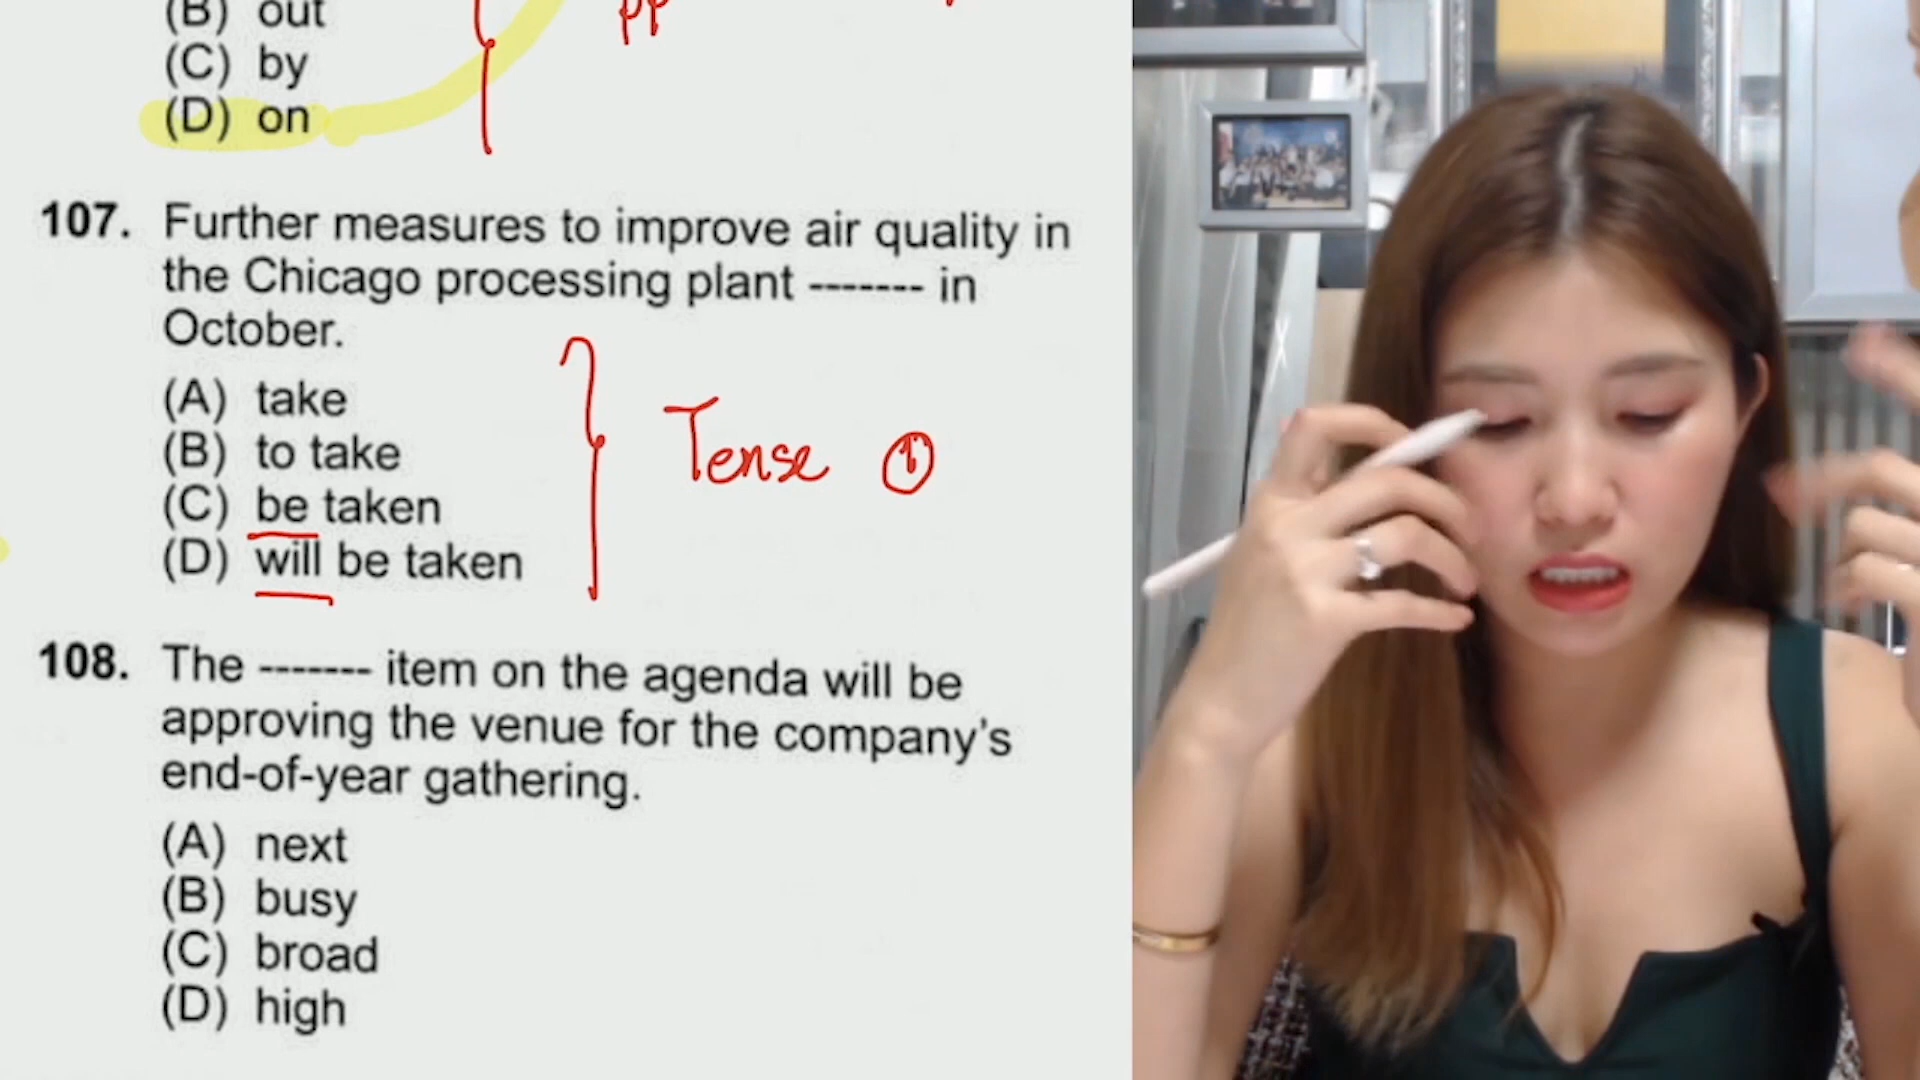 (B) out
pp
(C) by
(D) on
107. Further measures to improve air quality in
the Chicago processing plant ------- in
October.
(A) take
(B) to take
(C) be taken
(D) will be taken
Tense ①
108. The ------- item on the agenda will be
approving the venue for the company's
end-of-year gathering.
(A) next
(B) busy
(C) broad
(D) high